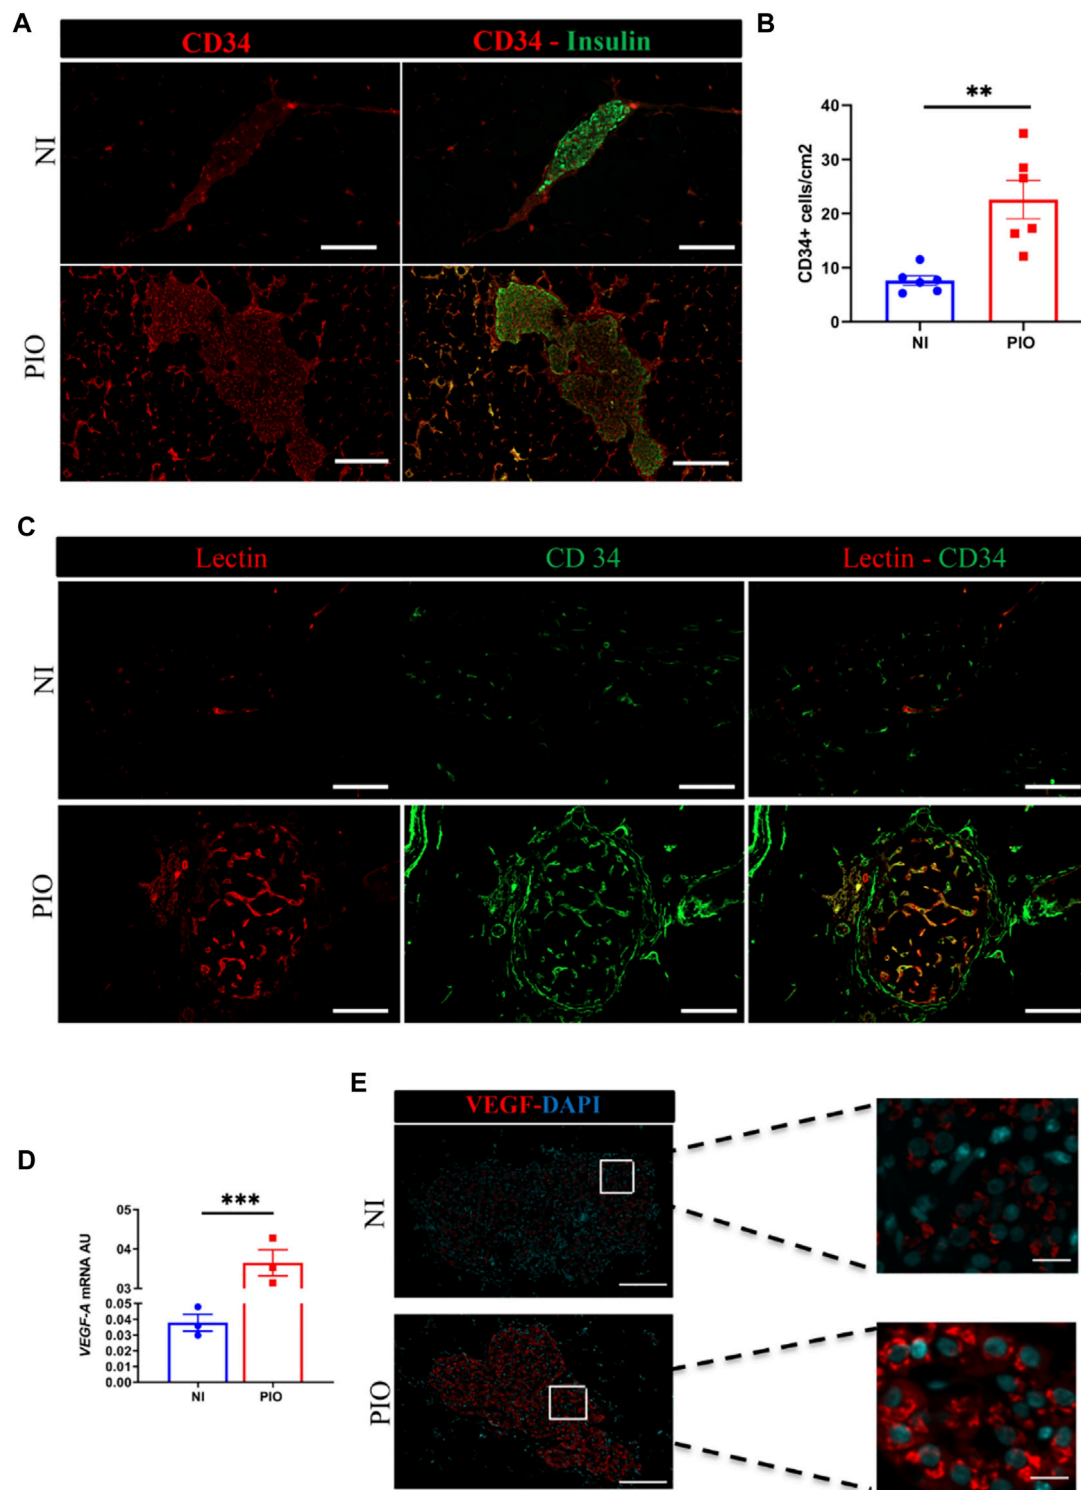 A
CD34
CD34 - Insulin
NI
PIO
B
**
40
30
20
10
0
CD34+ cells/cm2
NI
PIO
C
Lectin
CD 34
Lectin - CD34
NI
PIO
D
***
05
04
03
0.05
0.04
0.03
0.02
0.01
0.00
VEGF-A mRNA AU
NI
PIO
E
VEGF-DAPI
NI
PIO